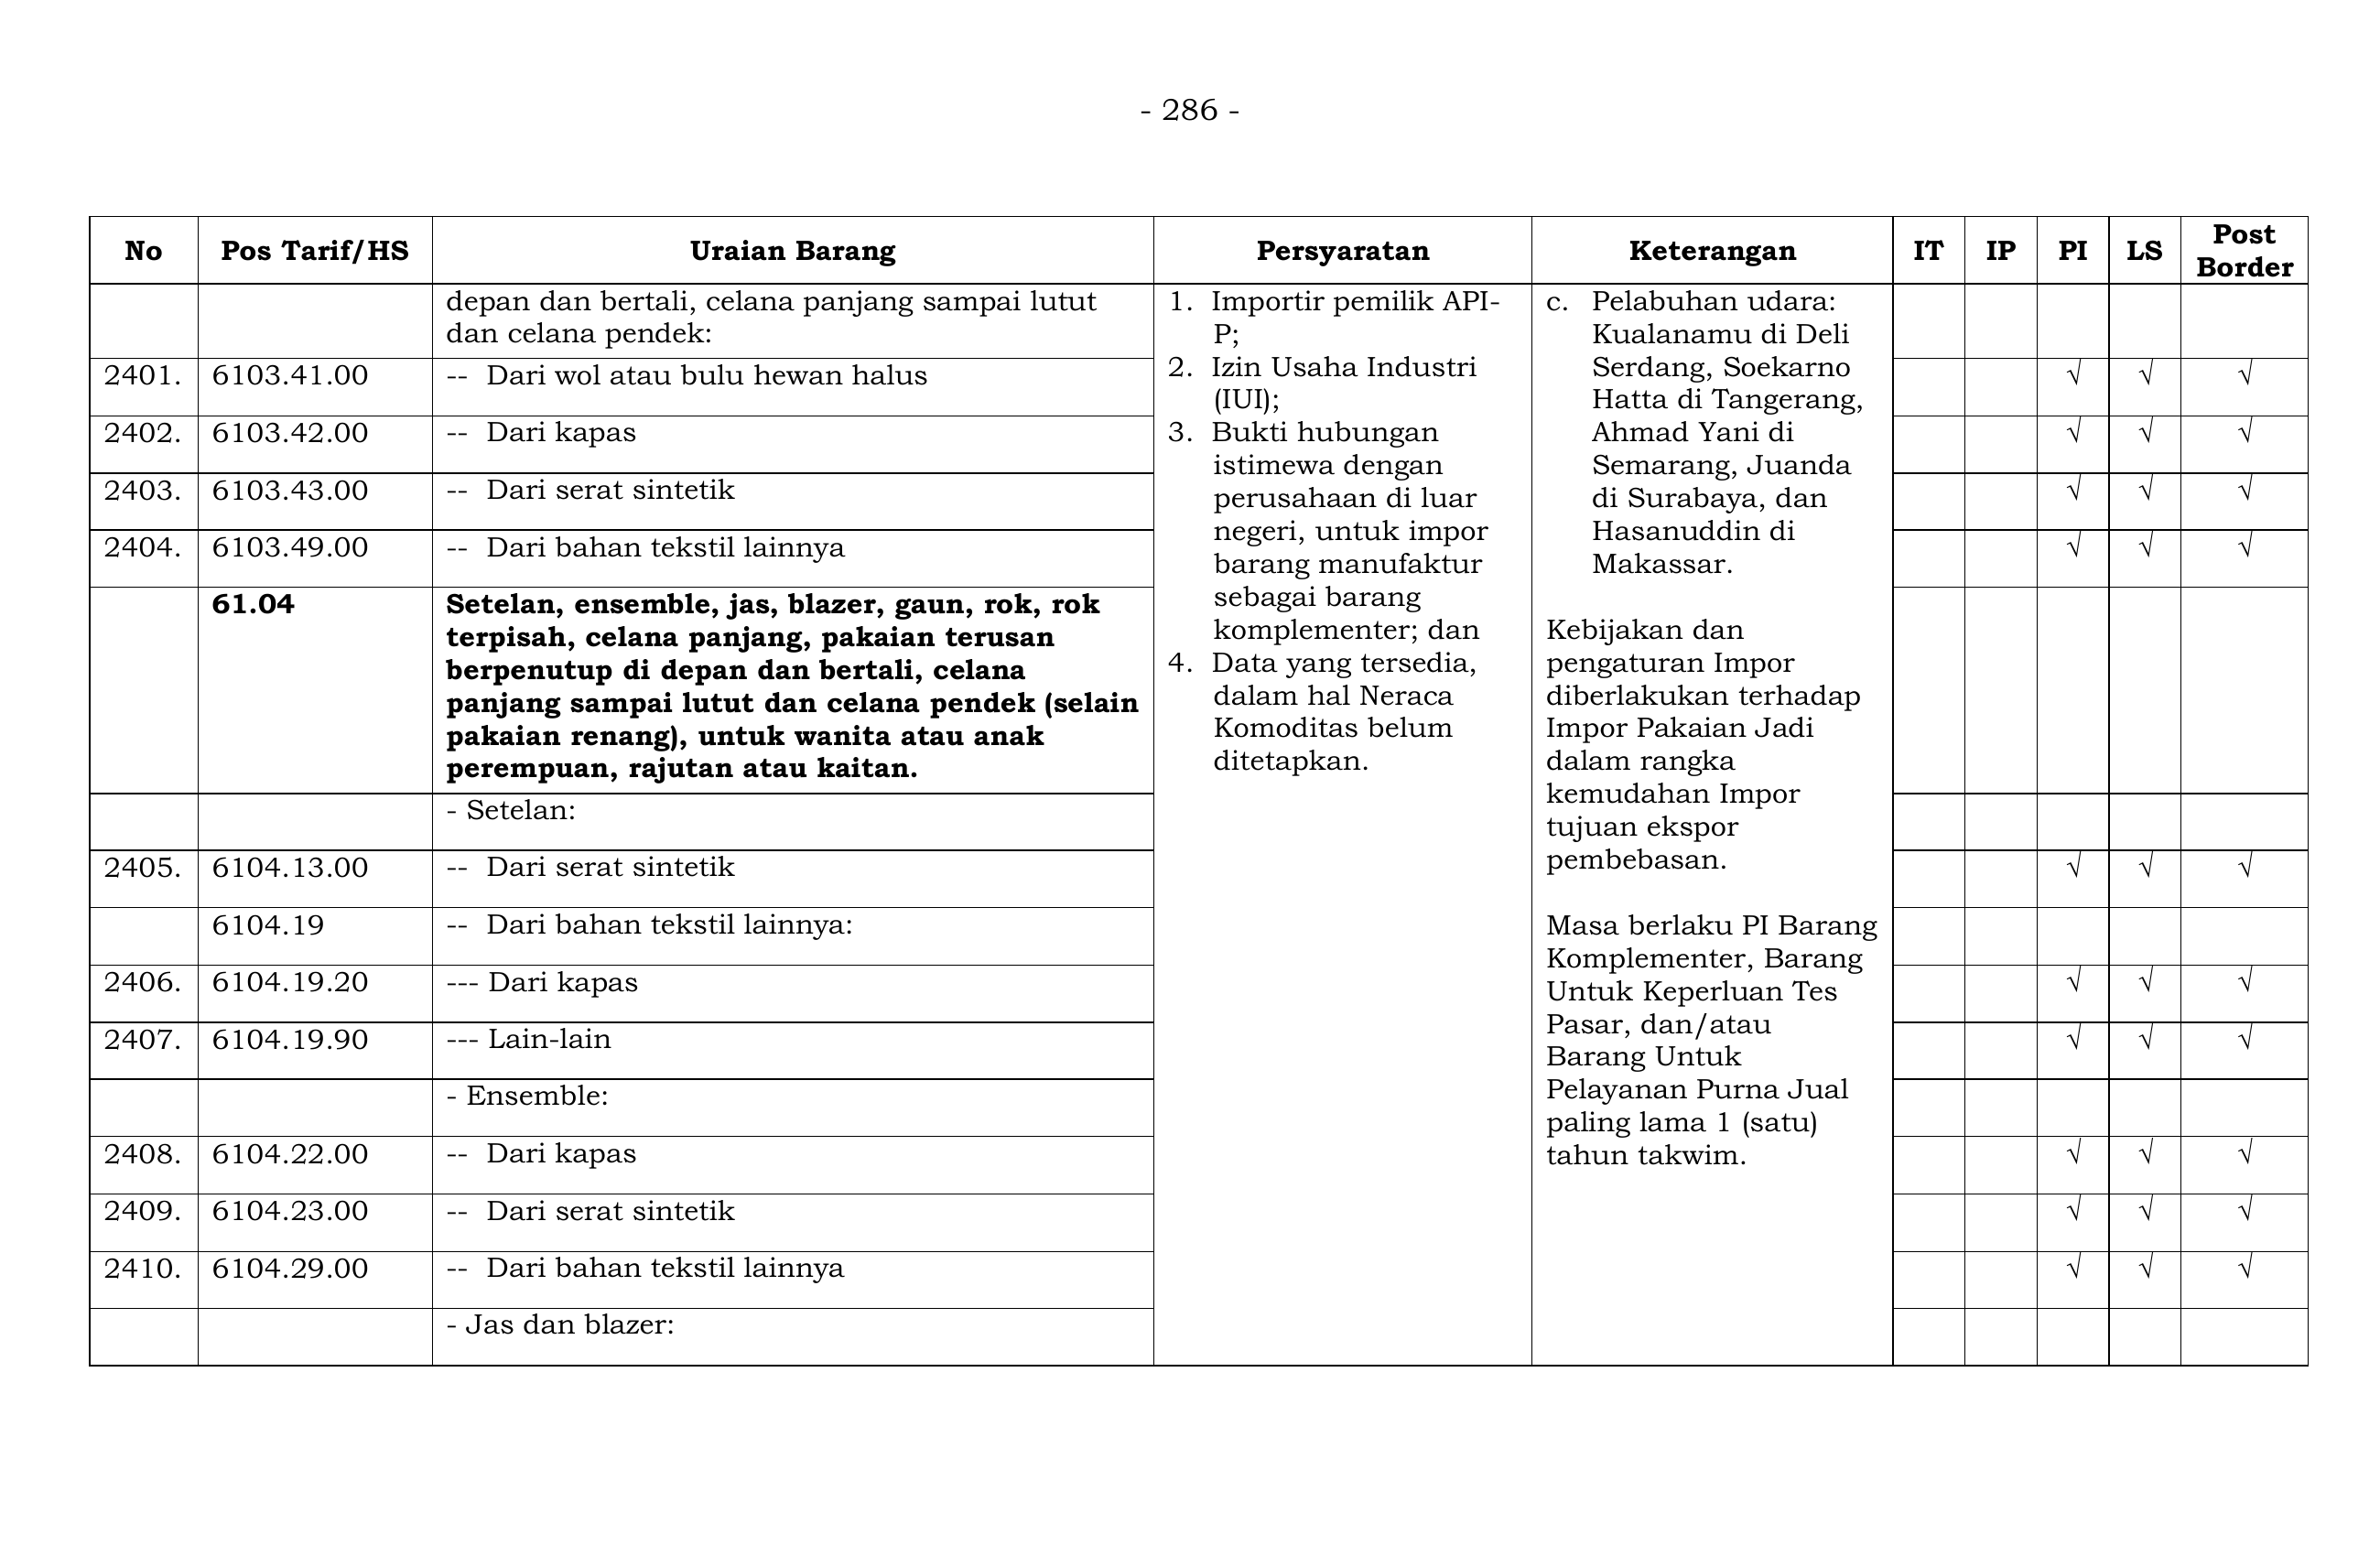 - 286 -
No Pos Tarif/HS Uraian Barang Persyaratan Keterangan IT IP PI LS Post Border
depan dan bertali, celana panjang sampai lutut
dan celana pendek:
2401. 6103.41.00 -- Dari wol atau bulu hewan halus √ √ √
2402. 6103.42.00 -- Dari kapas √ √ √
2403. 6103.43.00 -- Dari serat sintetik √ √ √
2404. 6103.49.00 -- Dari bahan tekstil lainnya √ √ √
61.04 Setelan, ensemble, jas, blazer, gaun, rok, rok
terpisah, celana panjang, pakaian terusan
berpenutup di depan dan bertali, celana
panjang sampai lutut dan celana pendek (selain
pakaian renang), untuk wanita atau anak
perempuan, rajutan atau kaitan.
- Setelan:
2405. 6104.13.00 -- Dari serat sintetik √ √ √
6104.19 -- Dari bahan tekstil lainnya:
2406. 6104.19.20 --- Dari kapas √ √ √
2407. 6104.19.90 --- Lain-lain √ √ √
- Ensemble:
2408. 6104.22.00 -- Dari kapas √ √ √
2409. 6104.23.00 -- Dari serat sintetik √ √ √
2410. 6104.29.00 -- Dari bahan tekstil lainnya √ √ √
- Jas dan blazer:
1. Importir pemilik API-
P;
2. Izin Usaha Industri
(IUI);
3. Bukti hubungan
istimewa dengan
perusahaan di luar
negeri, untuk impor
barang manufaktur
sebagai barang
komplementer; dan
4. Data yang tersedia,
dalam hal Neraca
Komoditas belum
ditetapkan.
c. Pelabuhan udara:
Kualanamu di Deli
Serdang, Soekarno
Hatta di Tangerang,
Ahmad Yani di
Semarang, Juanda
di Surabaya, dan
Hasanuddin di
Makassar.
Kebijakan dan
pengaturan Impor
diberlakukan terhadap
Impor Pakaian Jadi
dalam rangka
kemudahan Impor
tujuan ekspor
pembebasan.
Masa berlaku PI Barang
Komplementer, Barang
Untuk Keperluan Tes
Pasar, dan/atau
Barang Untuk
Pelayanan Purna Jual
paling lama 1 (satu)
tahun takwim.